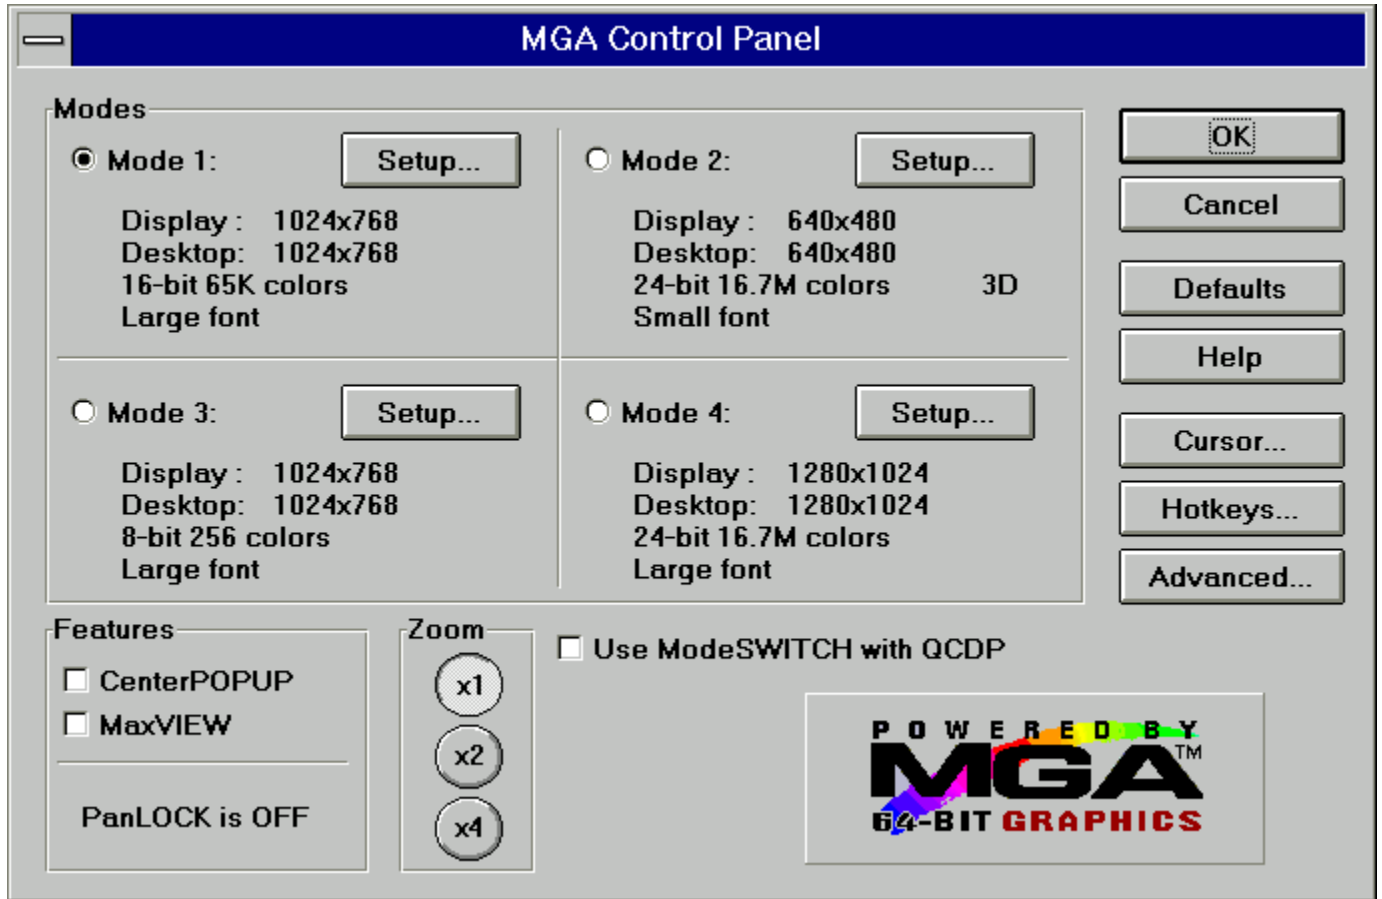 MGA Control Panel
Modes
Mode 1:
Setup...
Display : 1024x768
Desktop: 1024x768
16-bit 65K colors
Large font
Mode 2:
Setup...
Display : 640x480
Desktop: 640x480
24-bit 16.7M colors 3D
Small font
Mode 3:
Setup...
Display : 1024x768
Desktop: 1024x768
8-bit 256 colors
Large font
Mode 4:
Setup...
Display : 1280x1024
Desktop: 1280x1024
24-bit 16.7M colors
Large font
OK
Cancel
Defaults
Help
Cursor...
Hotkeys...
Advanced...
Features
CenterPOPUP
MaxVIEW
PanLOCK is OFF
Zoom
x1
x2
x4
Use ModeSWITCH with QCDP
POWERED BY
MGA™
64-BIT GRAPHICS